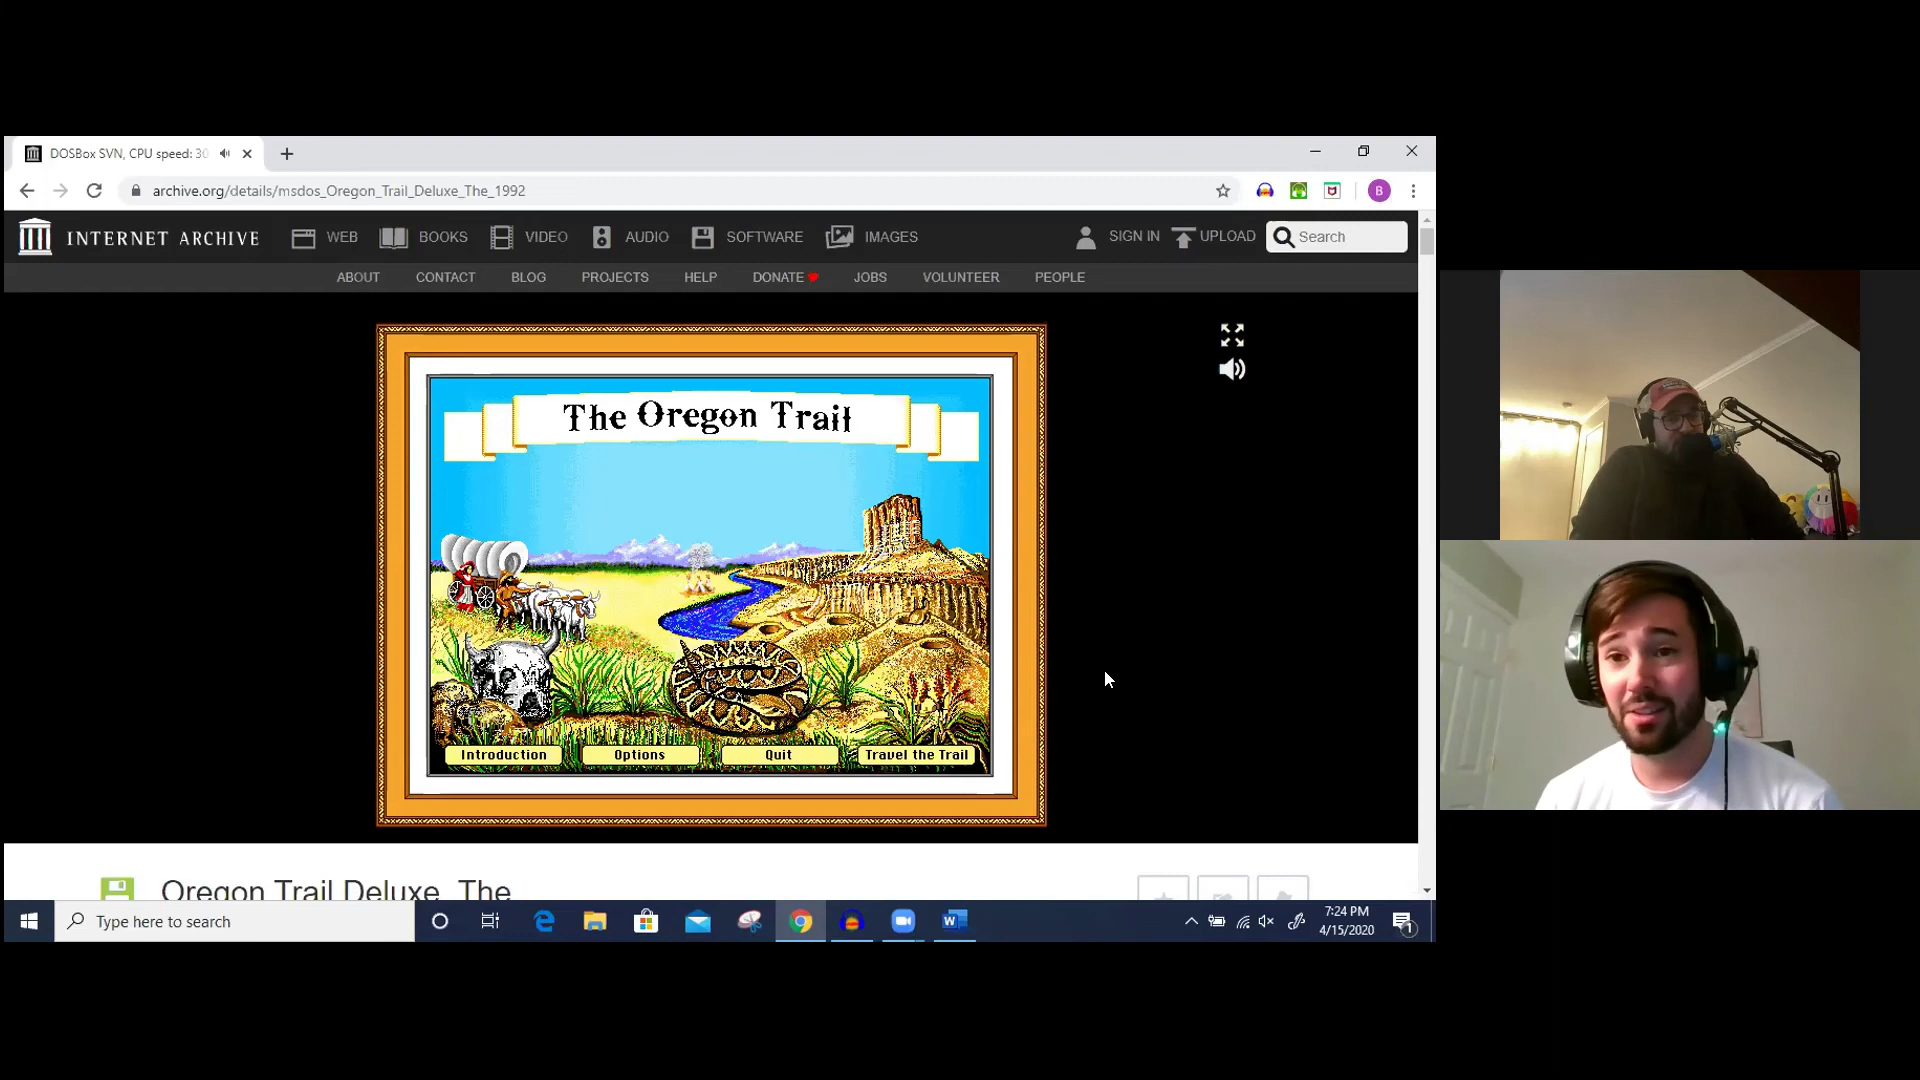 DOSBox SVN, CPU speed: 30
archive.org/details/msdos_Oregon_Trail_Deluxe_The_1992
B
INTERNET ARCHIVE
WEB
BOOKS
VIDEO
AUDIO
SOFTWARE
IMAGES
SIGN IN
UPLOAD
Search
ABOUT
CONTACT
BLOG
PROJECTS
HELP
DONATE
JOBS
VOLUNTEER
PEOPLE
The Oregon Trail
Introduction
Options
Quit
Travel the Trail
Oregon Trail Deluxe, The
Type here to search
7:24 PM
4/15/2020
1